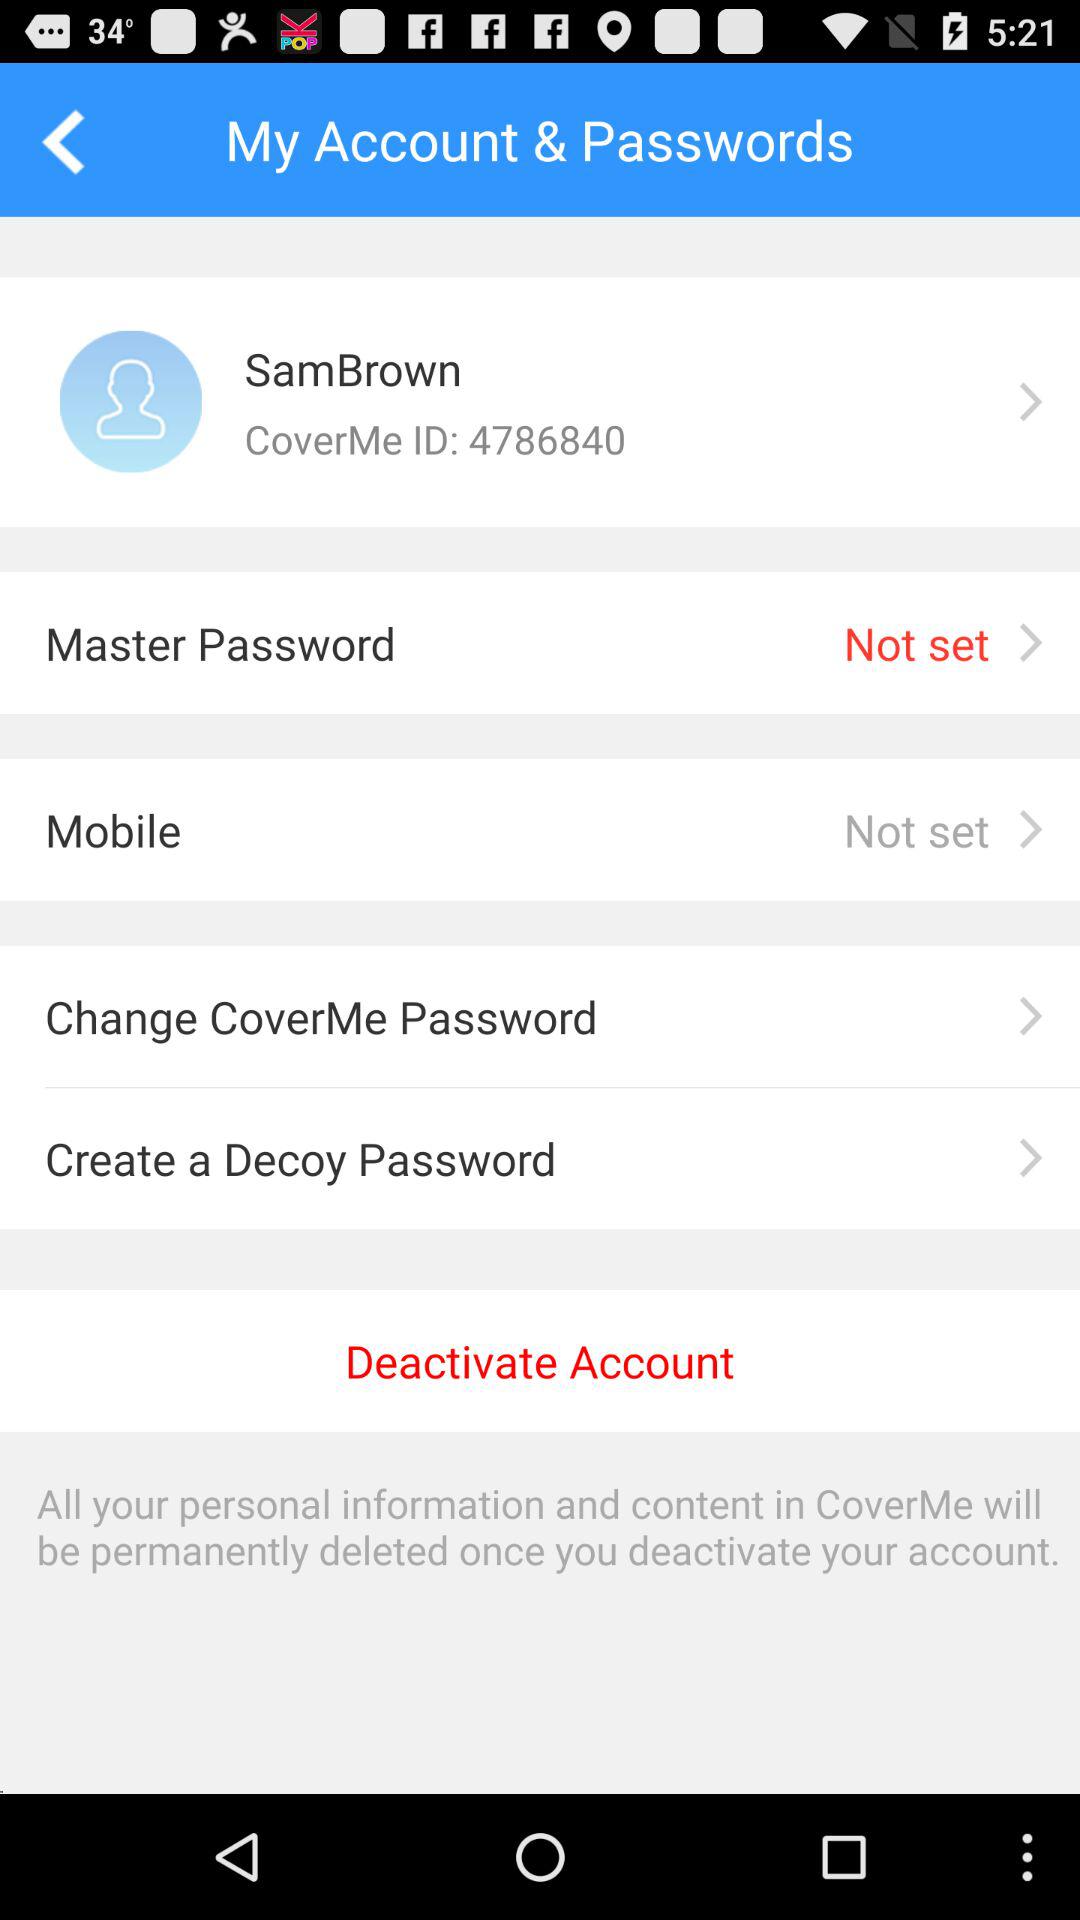 34° K POP 5:21
My Account & Passwords
SamBrown
CoverMe ID: 4786840
Master Password Not set
Mobile Not set
Change CoverMe Password
Create a Decoy Password
Deactivate Account
All your personal information and content in CoverMe will
be permanently deleted once you deactivate your account.